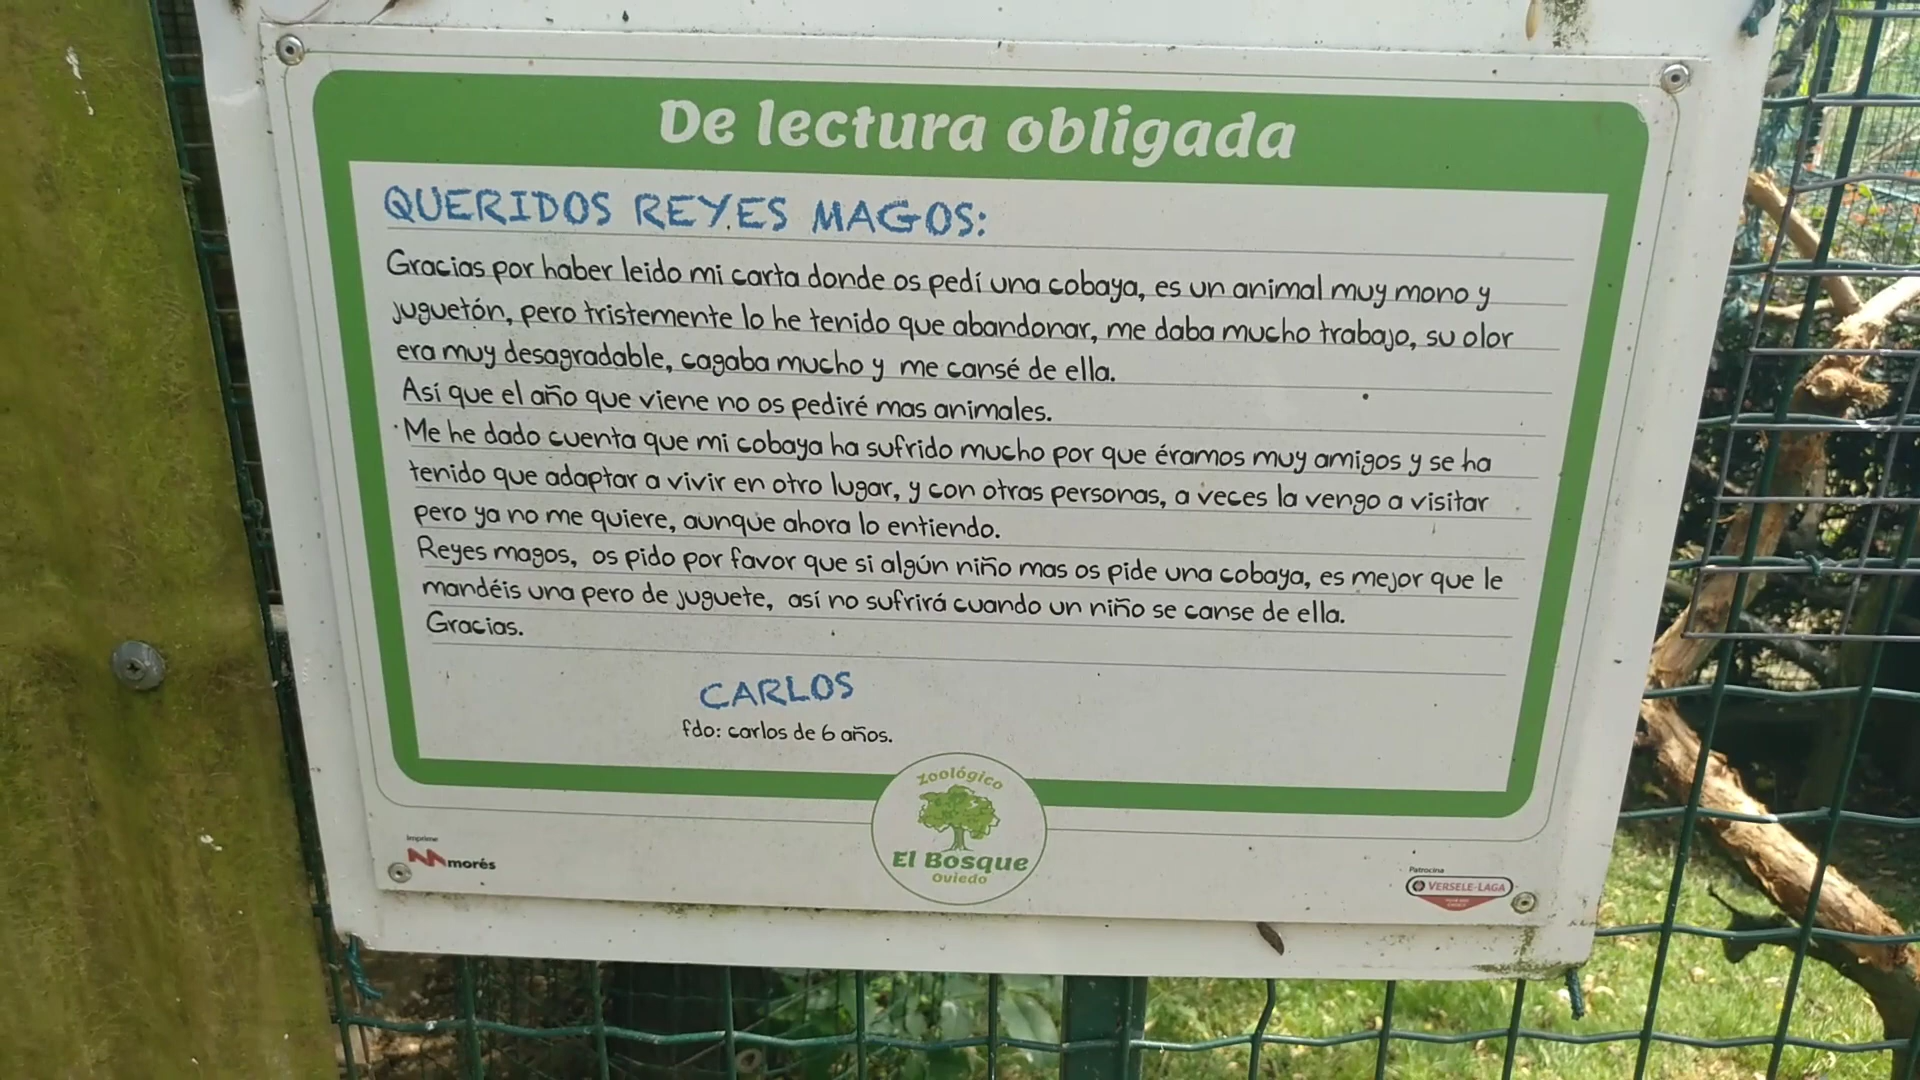 De lectura obligada
QUERIDOS REYES MAGOS:
Gracias por haber leido mi carta donde os pedí una cobaya, es un animal muy mono y
juguetón, pero tristemente lo he tenido que abandonar, me daba mucho trabajo, su olor
era muy desagradable, cagaba mucho y me cansé de ella.
Así que el año que viene no os pediré mas animales.
Me he dado cuenta que mi cobaya ha sufrido mucho por que éramos muy amigos y se ha
tenido que adaptar a vivir en otro lugar, y con otras personas, a veces la vengo a visitar
pero ya no me quiere, aunque ahora lo entiendo.
Reyes magos, os pido por favor que si algún niño mas os pide una cobaya, es mejor que le
mandéis una pero de juguete, así no sufrirá cuando un niño se canse de ella.
Gracias.
CARLOS
fdo: carlos de 6 años.
Zoológico
El Bosque
Oviedo
Imprime
morés
Patrocina
VERSELE-LAGA